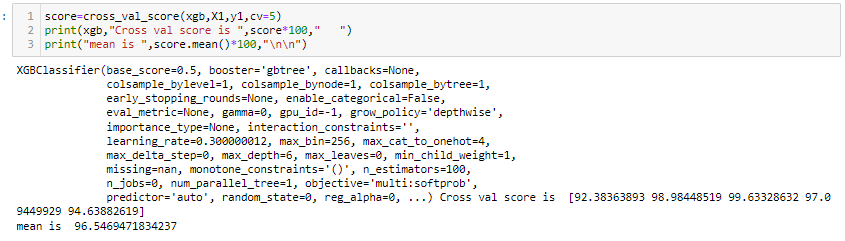 1 score=cross_val_score(xgb,X1,y1,cv=5)
2 print(xgb,"Cross val score is ",score*100," ")
3 print("mean is ",score.mean()*100,"\n\n")
XGBClassifier(base_score=0.5, booster='gbtree', callbacks=None,
colsample_bylevel=1, colsample_bynode=1, colsample_bytree=1,
early_stopping_rounds=None, enable_categorical=False,
eval_metric=None, gamma=0, gpu_id=-1, grow_policy='depthwise',
importance_type=None, interaction_constraints='',
learning_rate=0.300000012, max_bin=256, max_cat_to_onehot=4,
max_delta_step=0, max_depth=6, max_leaves=0, min_child_weight=1,
missing=nan, monotone_constraints='()', n_estimators=100,
n_jobs=0, num_parallel_tree=1, objective='multi:softprob',
predictor='auto', random_state=0, reg_alpha=0, ...) Cross val score is  [92.38363893 98.98448519 99.63328632 97.0
9449929 94.63882619]
mean is  96.5469471834237